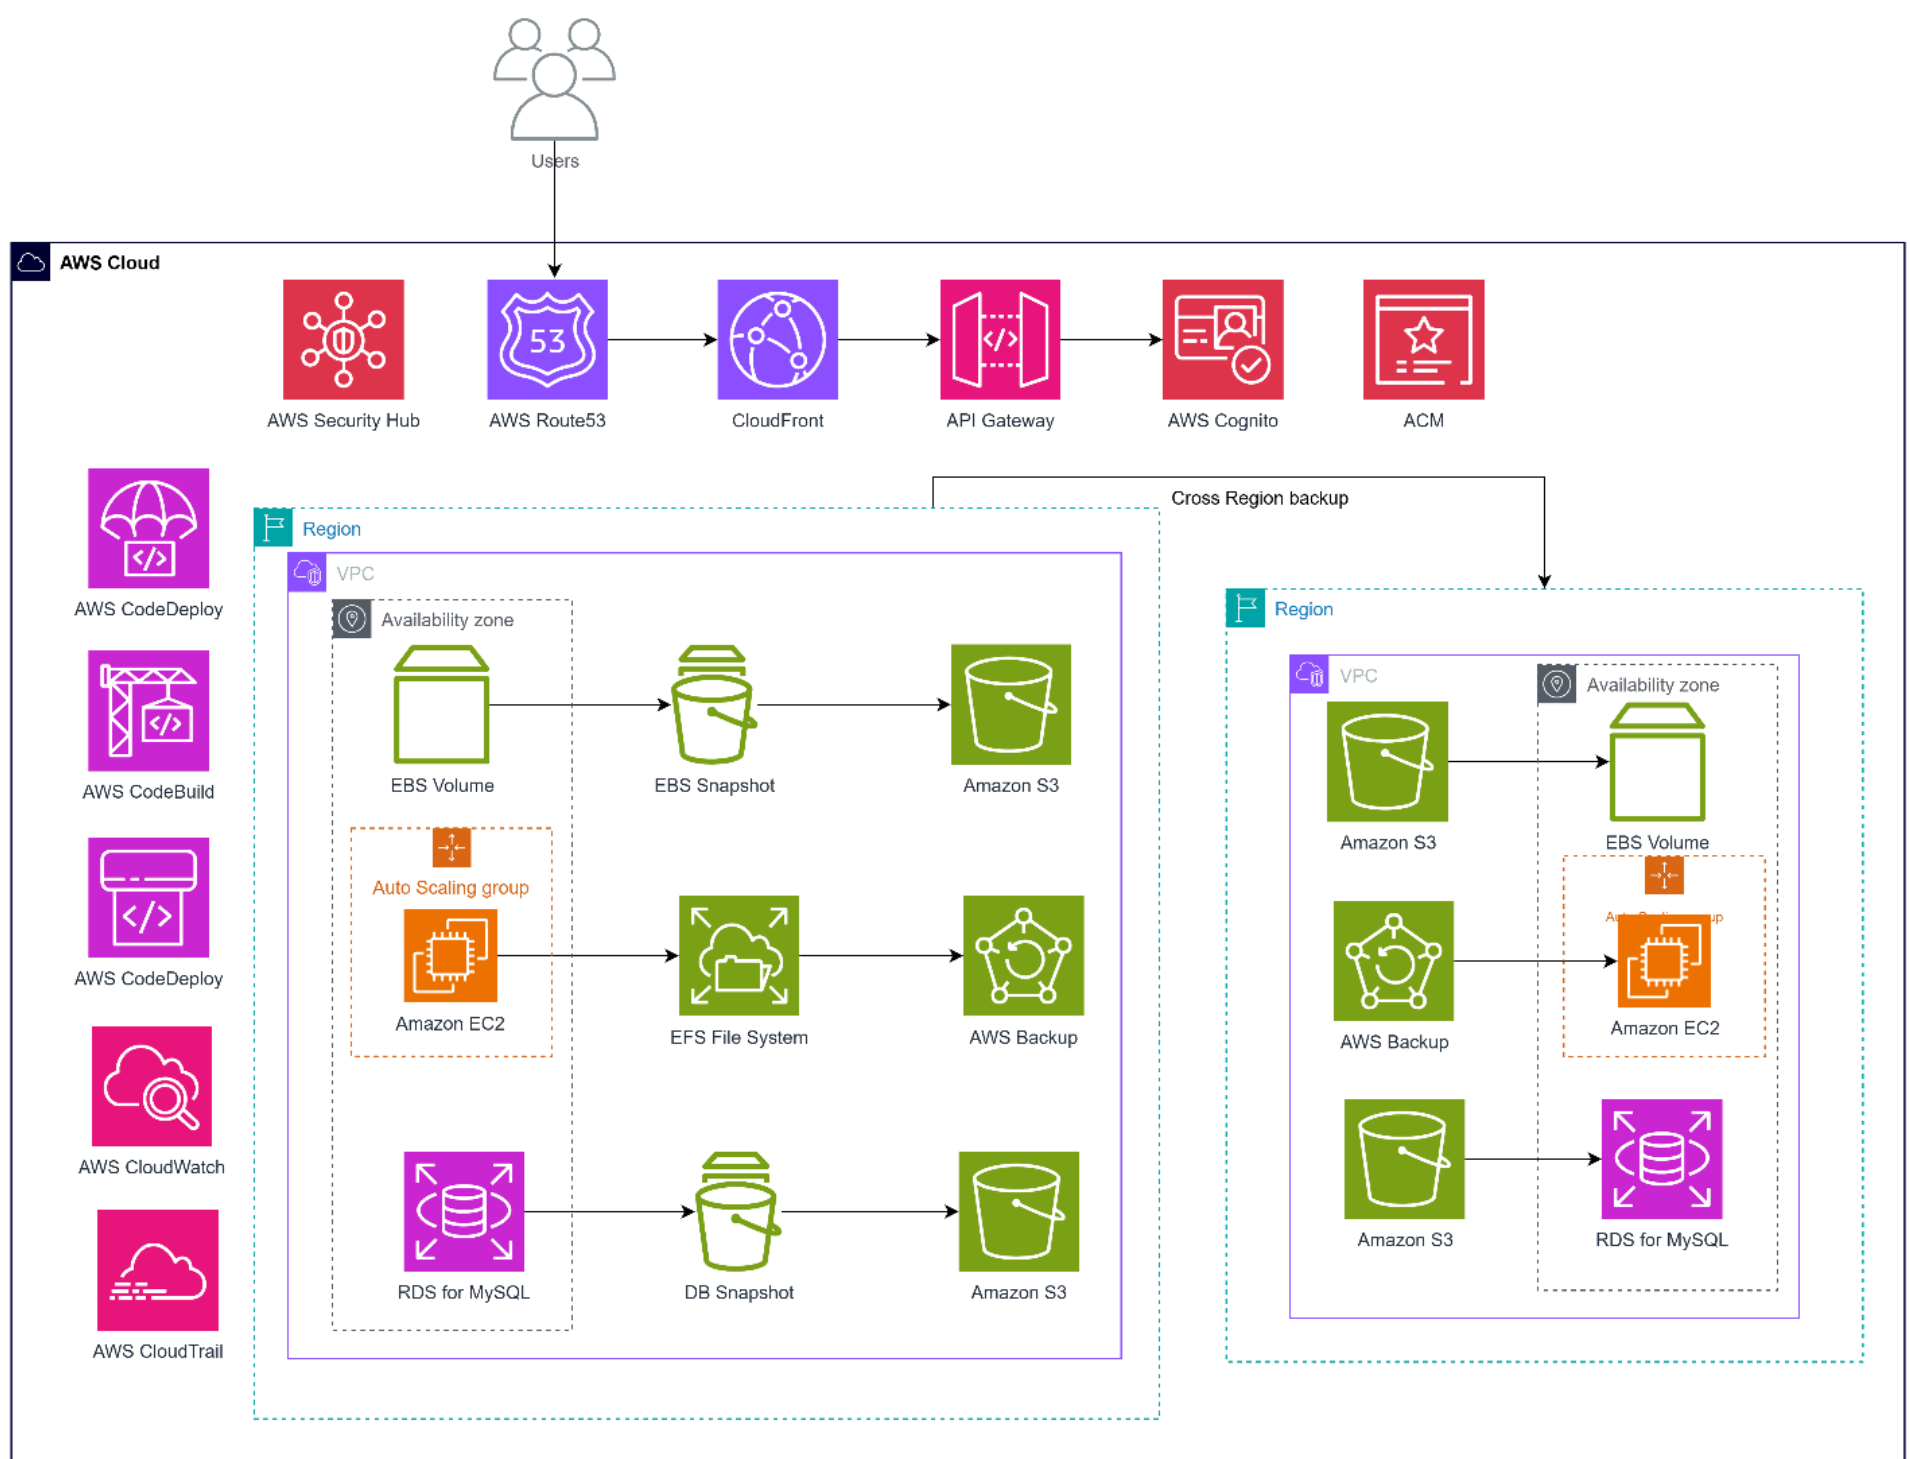 Users
AWS Cloud
53
AWS Security Hub
AWS Route53
CloudFront
</>
API Gateway
AWS Cognito
ACM
Cross Region backup
</>
AWS CodeDeploy
</>
AWS CodeBuild
</>
AWS CodeDeploy
AWS CloudWatch
AWS CloudTrail
Region
VPC
Availability zone
EBS Volume
EBS Snapshot
Amazon S3
Auto Scaling group
Amazon EC2
EFS File System
AWS Backup
RDS for MySQL
DB Snapshot
Amazon S3
Region
VPC
Availability zone
Amazon S3
EBS Volume
AWS Backup
Amazon EC2
Amazon S3
RDS for MySQL